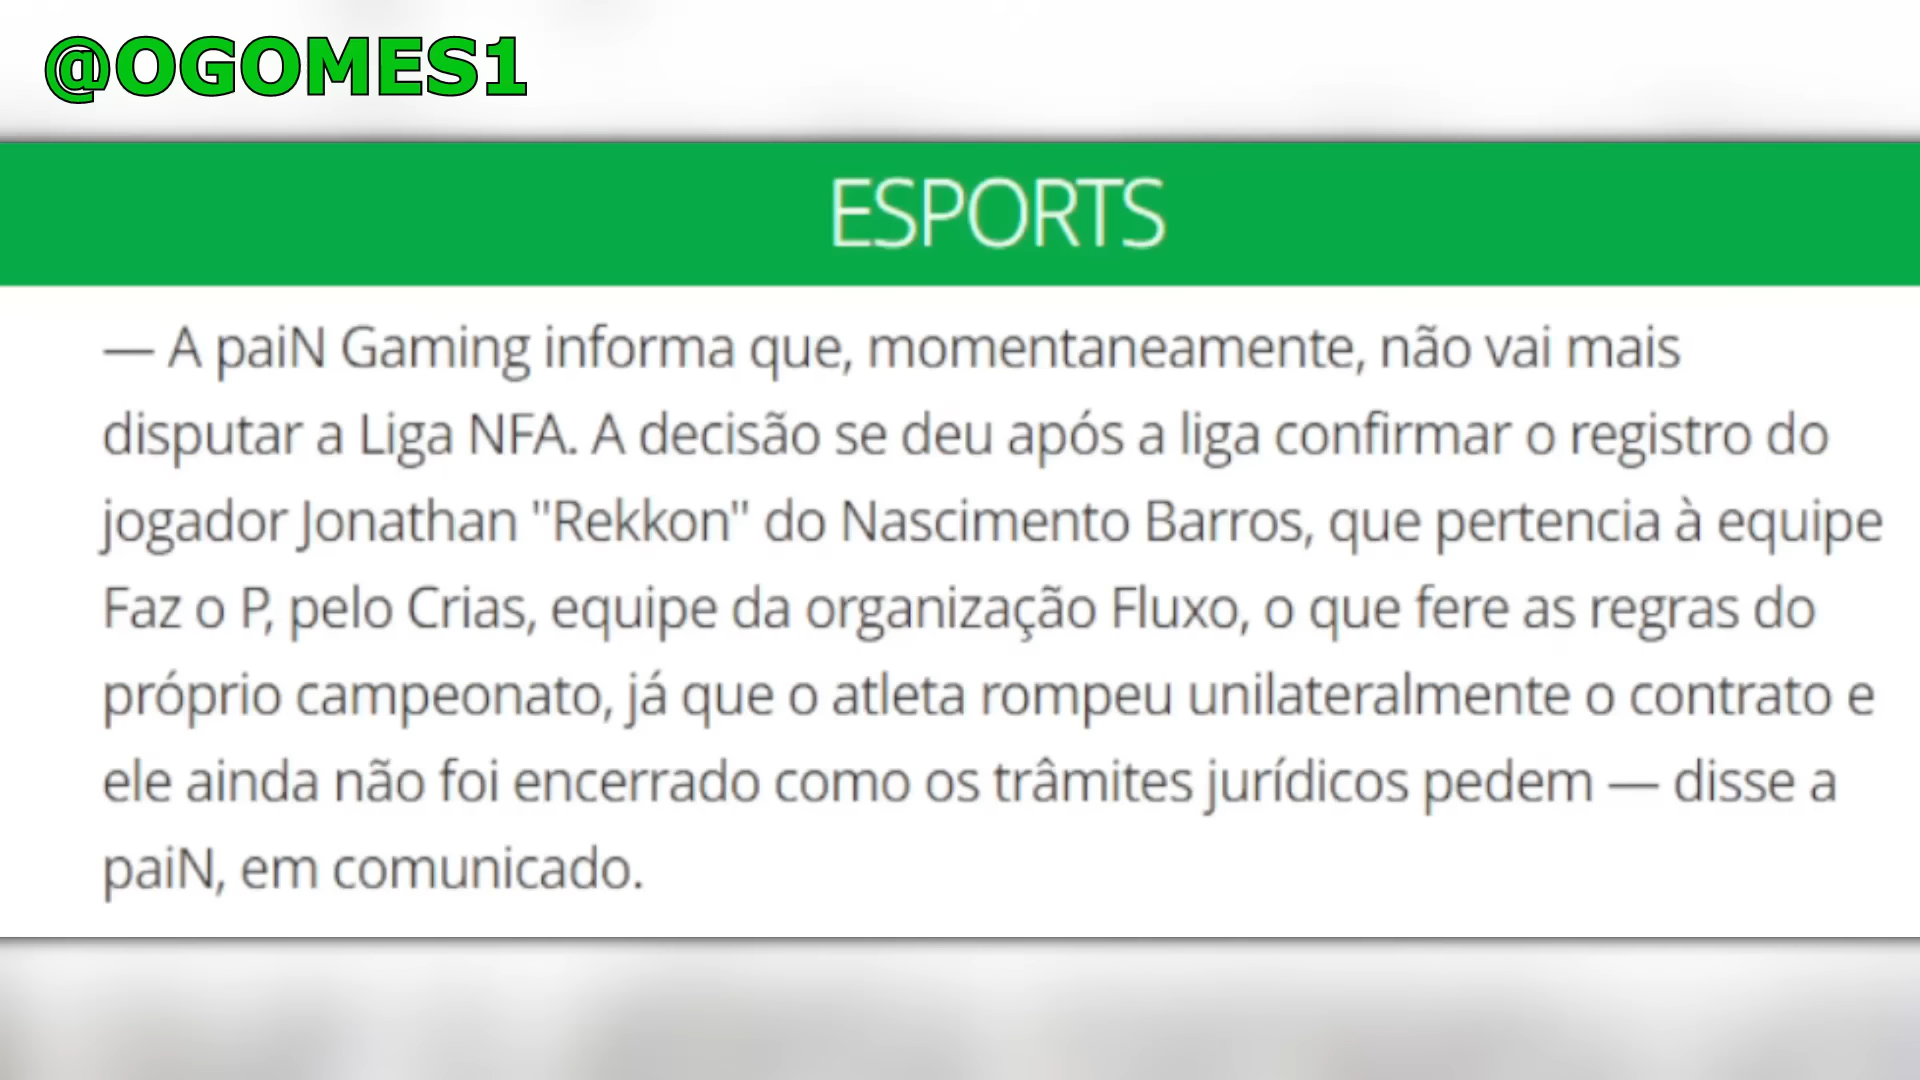 @OGOMES1
ESPORTS
— A paiN Gaming informa que, momentaneamente, não vai mais
disputar a Liga NFA. A decisão se deu após a liga confirmar o registro do
jogador Jonathan "Rekkon" do Nascimento Barros, que pertencia à equipe
Faz o P, pelo Crias, equipe da organização Fluxo, o que fere as regras do
próprio campeonato, já que o atleta rompeu unilateralmente o contrato e
ele ainda não foi encerrado como os trâmites jurídicos pedem — disse a
paiN, em comunicado.